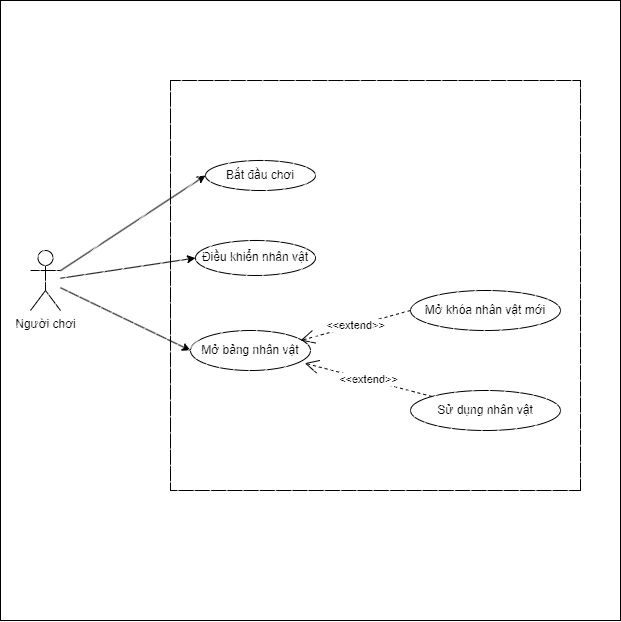 Bắt đầu chơi
Điều khiển nhân vật
Người chơi
Mở bảng nhân vật
<<extend>>
Mở khóa nhân vật mới
<<extend>>
Sử dụng nhân vật